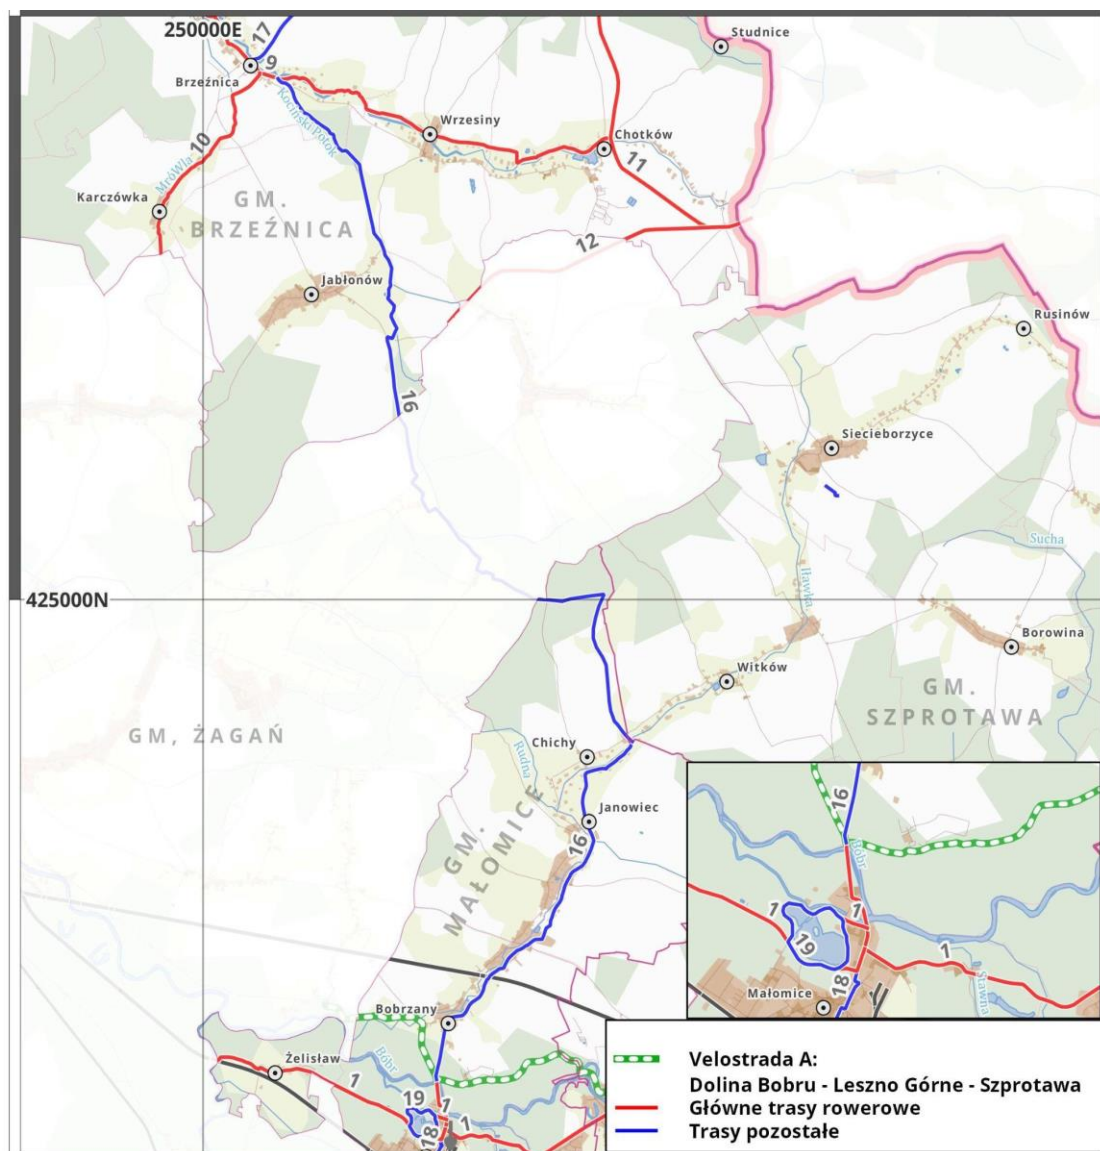 250000E
17
Studnice
9
Brzeźnica
Kociński Potok
Wrzesiny
Chotków
10
11
MróWla
Karczówka
GM.
BRZEŹNICA
12
Jabłonów
Rusinów
16
Siecieborzyce
Sucha
Iławka
425000N
Borowina
Witków
GM.
SZPROTAWA
GM, ŻAGAŃ
Chichy
Rudna
16
Janowiec
GM.
MAŁOMICE
16
Bóbr
1
1
19
1
Stawna
18
Małomice
Bobrzany
Bóbr
Żelisław
1
19
1
1
18
Velostrada A:
Dolina Bobru - Leszno Górne - Szprotawa
Główne trasy rowerowe
Trasy pozostałe